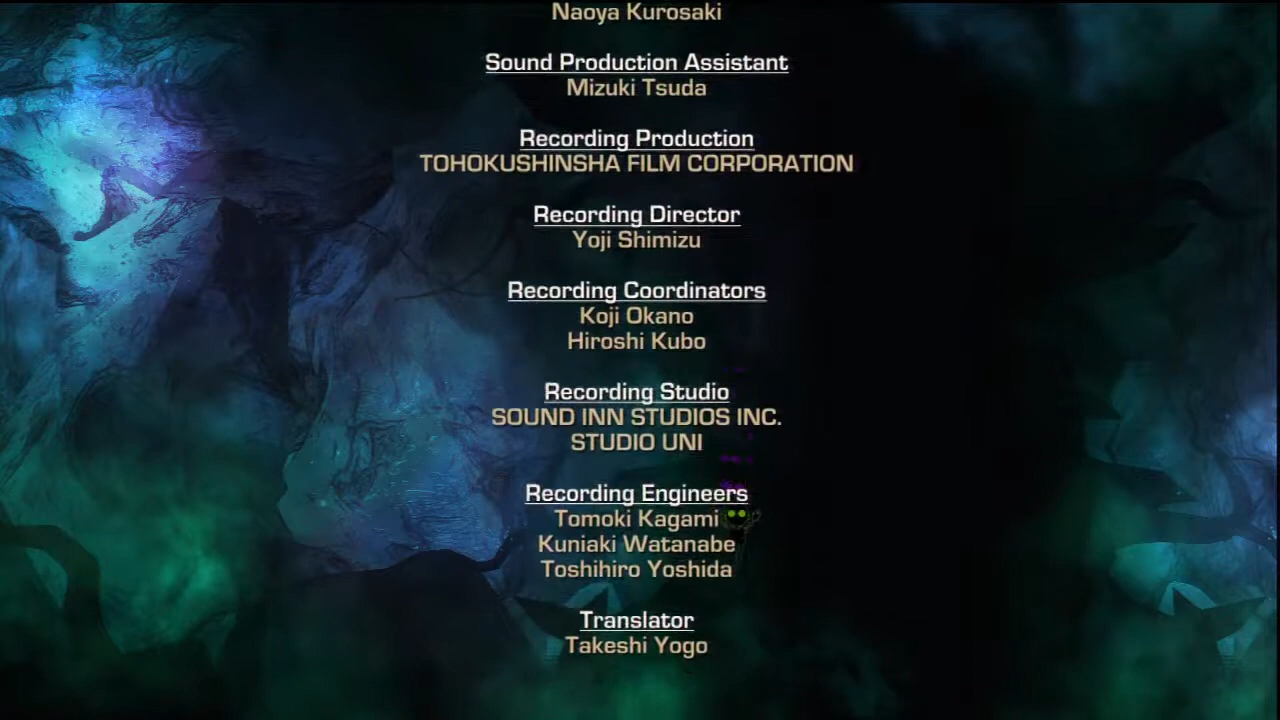 Naoya Kurosaki
Sound Production Assistant
Mizuki Tsuda
Recording Production
TOHOKUSHINSHA FILM CORPORATION
Recording Director
Yoji Shimizu
Recording Coordinators
Koji Okano
Hiroshi Kubo
Recording Studio
SOUND INN STUDIOS INC.
STUDIO UNI
Recording Engineers
Tomoki Kagami
Kuniaki Watanabe
Toshihiro Yoshida
Translator
Takeshi Yogo